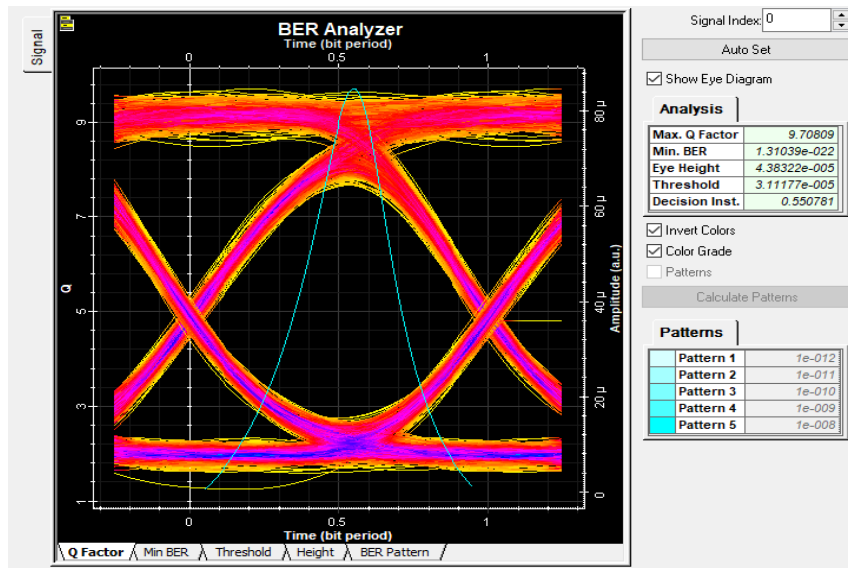 Signal
BER Analyzer
Time (bit period)
0 0.5 1
Q
9
7
5
3
1
Amplitude (a.u.)
80 µ
60 µ
40 µ
20 µ
0
0 0.5 1
Time (bit period)
Q Factor Min BER Threshold Height BER Pattern
Signal Index: 0
Auto Set
Show Eye Diagram
Analysis
Max. Q Factor 9.70809
Min. BER 1.31039e-022
Eye Height 4.38322e-005
Threshold 3.11177e-005
Decision Inst. 0.550781
Invert Colors
Color Grade
Patterns
Calculate Patterns
Patterns
Pattern 1 1e-012
Pattern 2 1e-011
Pattern 3 1e-010
Pattern 4 1e-009
Pattern 5 1e-008